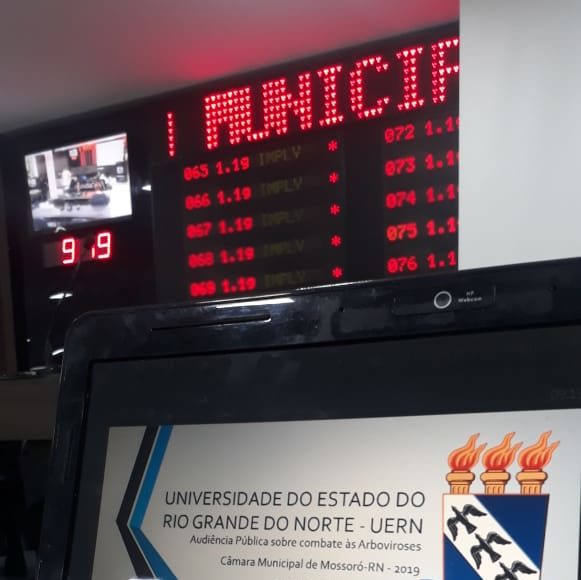 MUNICIP
065 1.19 IMPLV *
066 1.19 IMPLV *
067 1.19 IMPLV *
068 1.19 IMPLV *
069 1.19 IMPLV *
072 1.19
073 1.1
074 1.1
075 1.1
076 1.1
9 19
HP
Webcam
UNIVERSIDADE DO ESTADO DO
RIO GRANDE DO NORTE - UERN
Audiência Pública sobre combate às Arboviroses
Câmara Municipal de Mossoró-RN - 2019